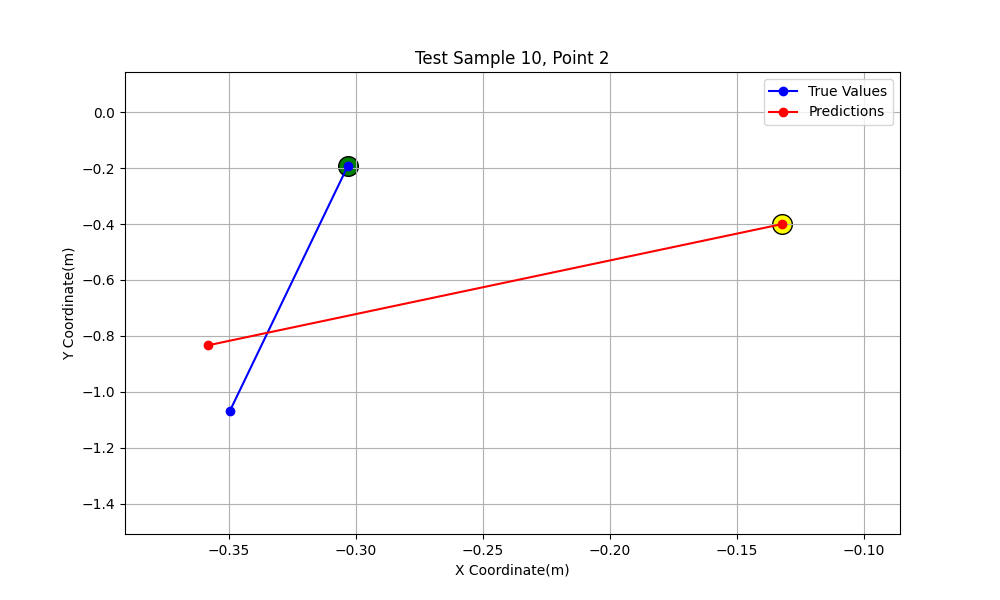 Test Sample 10, Point 2
True Values
Predictions
0.0
−0.2
−0.4
−0.6
−0.8
−1.0
−1.2
−1.4
Y Coordinate(m)
−0.35 −0.30 −0.25 −0.20 −0.15 −0.10
X Coordinate(m)